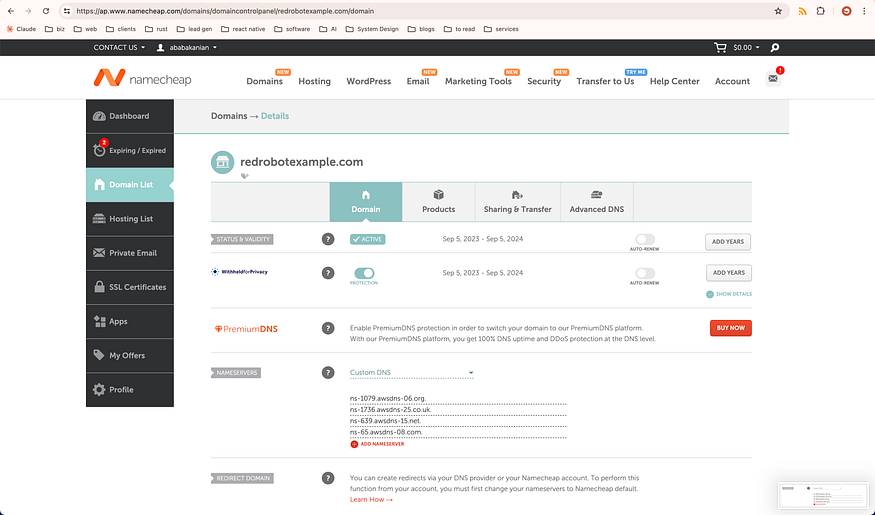 https://ap.www.namecheap.com/domains/domaincontrolpanel/redrobotexample.com/domain
Claude biz web clients rust lead gen react native software AI System Design blogs to read services
CONTACT US ababakanian $0.00
namecheap
NEW NEW NEW NEW TRY ME
Domains Hosting WordPress Email Marketing Tools Security Transfer to Us Help Center Account
Dashboard
2
Expiring / Expired
Domain List
Hosting List
Private Email
SSL Certificates
Apps
My Offers
Profile
Domains → Details
redrobotexample.com
Domain Products Sharing & Transfer Advanced DNS
STATUS & VALIDITY ? ACTIVE Sep 5, 2023 - Sep 5, 2024 AUTO-RENEW ADD YEARS
WithheldforPrivacy ? PROTECTION Sep 5, 2023 - Sep 5, 2024 AUTO-RENEW ADD YEARS
SHOW DETAILS
PremiumDNS ? Enable PremiumDNS protection in order to switch your domain to our PremiumDNS platform. BUY NOW
With our PremiumDNS platform, you get 100% DNS uptime and DDoS protection at the DNS level.
NAMESERVERS ? Custom DNS
ns-1079.awsdns-06.org.
ns-1736.awsdns-25.co.uk.
ns-639.awsdns-15.net.
ns-65.awsdns-08.com.
ADD NAMESERVER
REDIRECT DOMAIN ? You can create redirects via your DNS provider or your Namecheap account. To perform this
function from your account, you must first change your nameservers to Namecheap default.
Learn How →